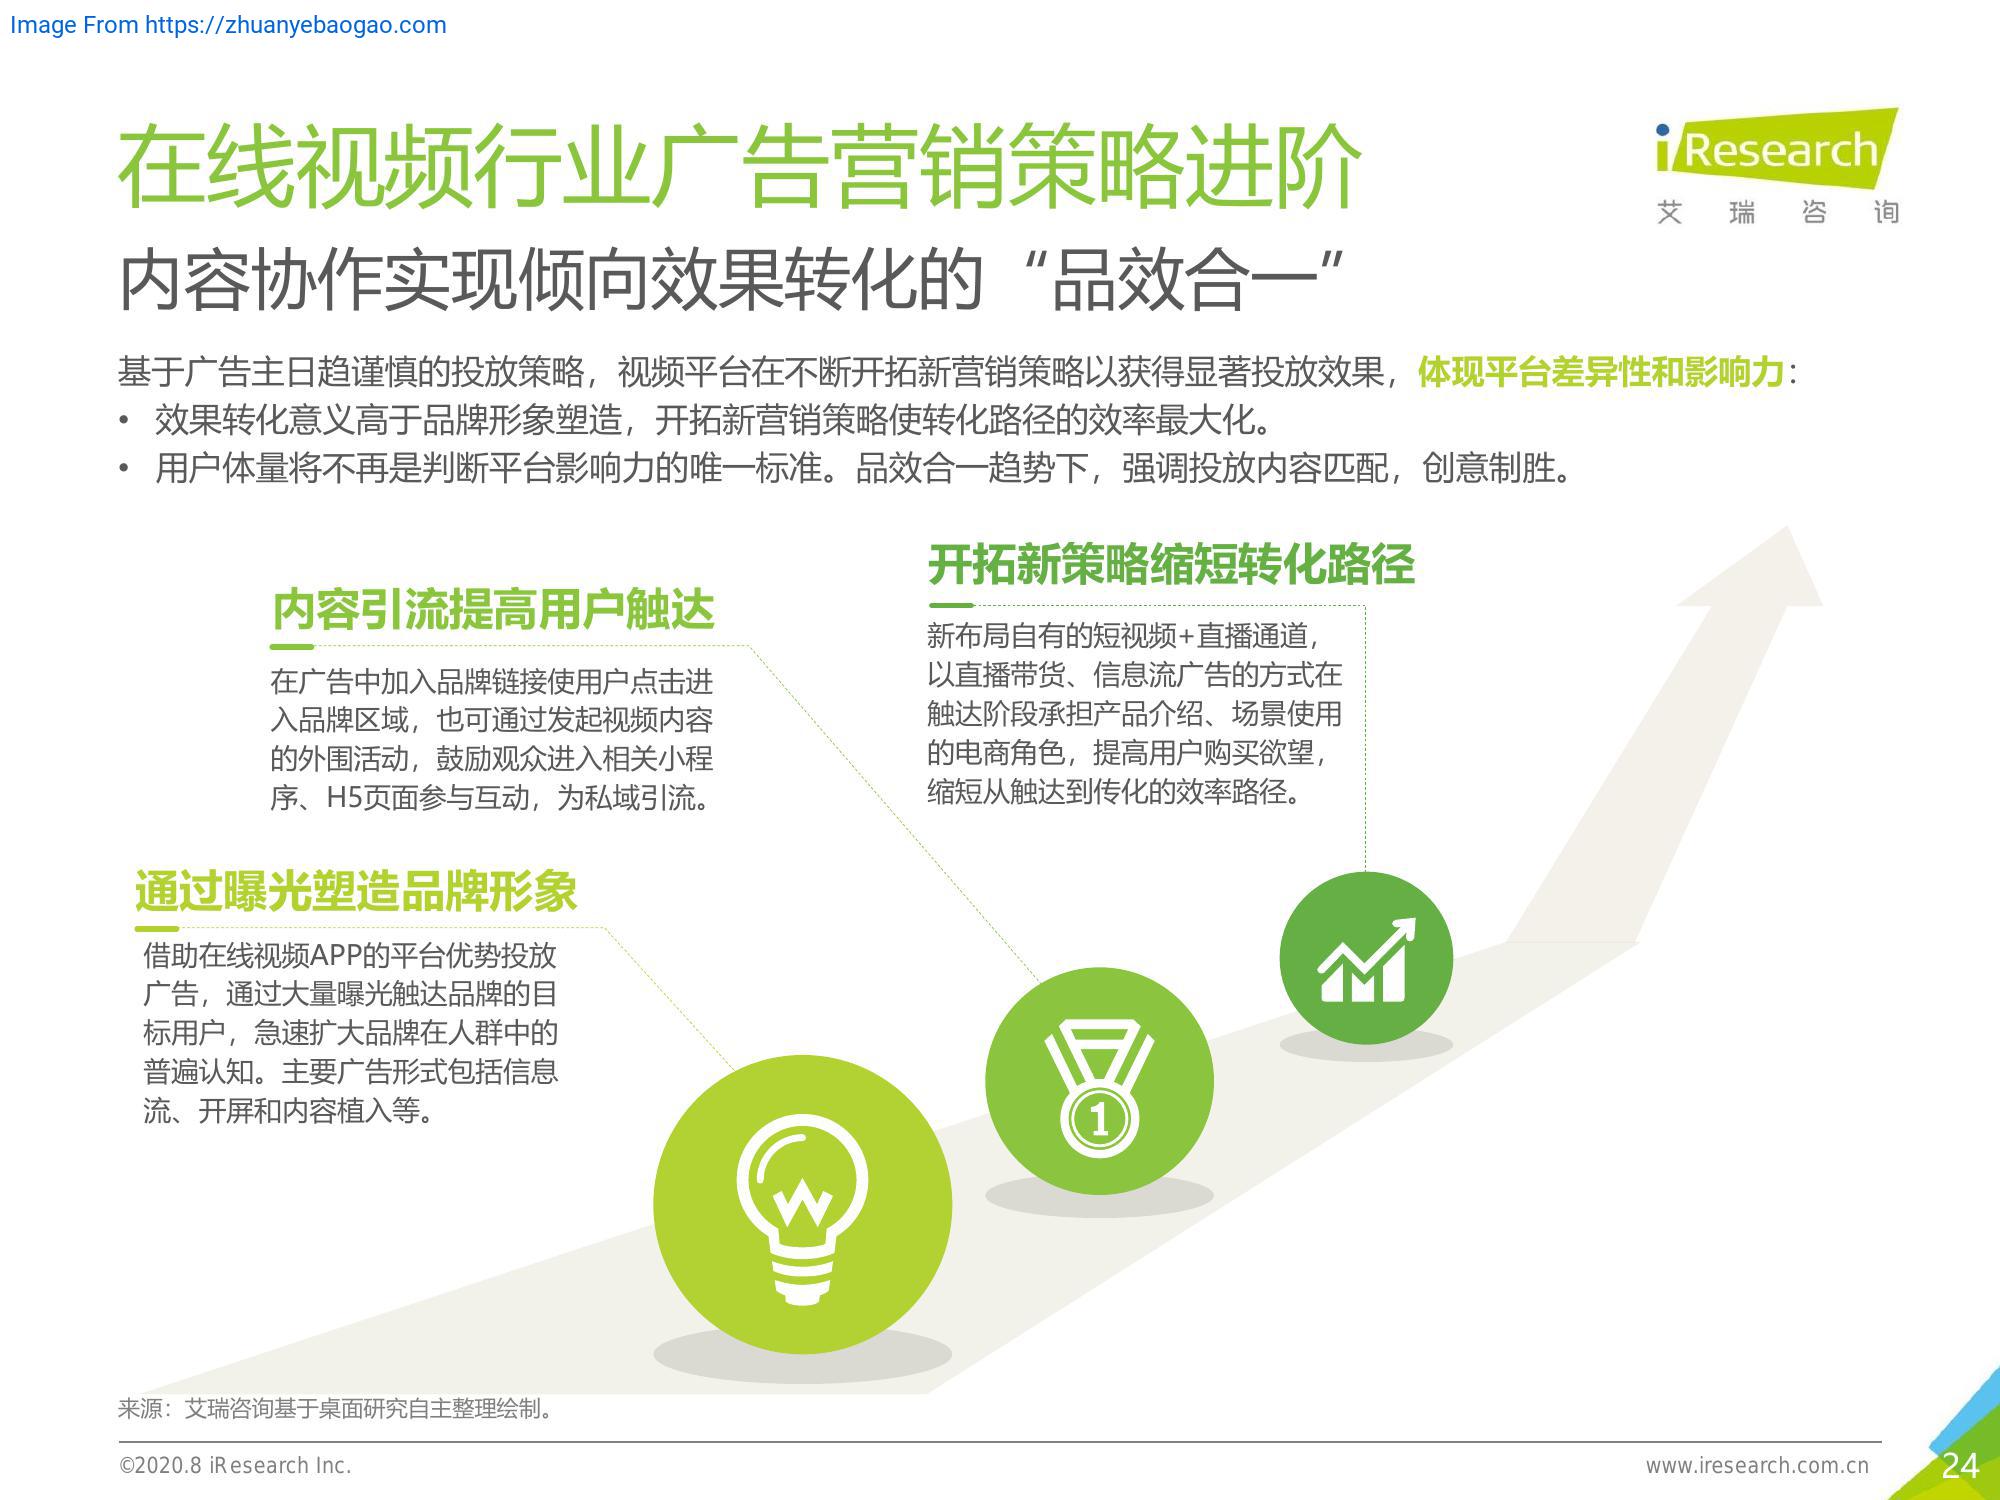 Image From https://zhuanyebaogao.com
在线视频行业广告营销策略进阶
iResearch
艾瑞咨询
内容协作实现倾向效果转化的“品效合一”
基于广告主日趋谨慎的投放策略，视频平台在不断开拓新营销策略以获得显著投放效果，体现平台差异性和影响力：
• 效果转化意义高于品牌形象塑造，开拓新营销策略使转化路径的效率最大化。
• 用户体量将不再是判断平台影响力的唯一标准。品效合一趋势下，强调投放内容匹配，创意制胜。
开拓新策略缩短转化路径
新布局自有的短视频+直播通道，
以直播带货、信息流广告的方式在
触达阶段承担产品介绍、场景使用
的电商角色，提高用户购买欲望，
缩短从触达到传化的效率路径。
内容引流提高用户触达
在广告中加入品牌链接使用户点击进
入品牌区域，也可通过发起视频内容
的外围活动，鼓励观众进入相关小程
序、H5页面参与互动，为私域引流。
通过曝光塑造品牌形象
借助在线视频APP的平台优势投放
广告，通过大量曝光触达品牌的目
标用户，急速扩大品牌在人群中的
普遍认知。主要广告形式包括信息
流、开屏和内容植入等。
1
来源：艾瑞咨询基于桌面研究自主整理绘制。
©2020.8 iResearch Inc.
www.iresearch.com.cn
24